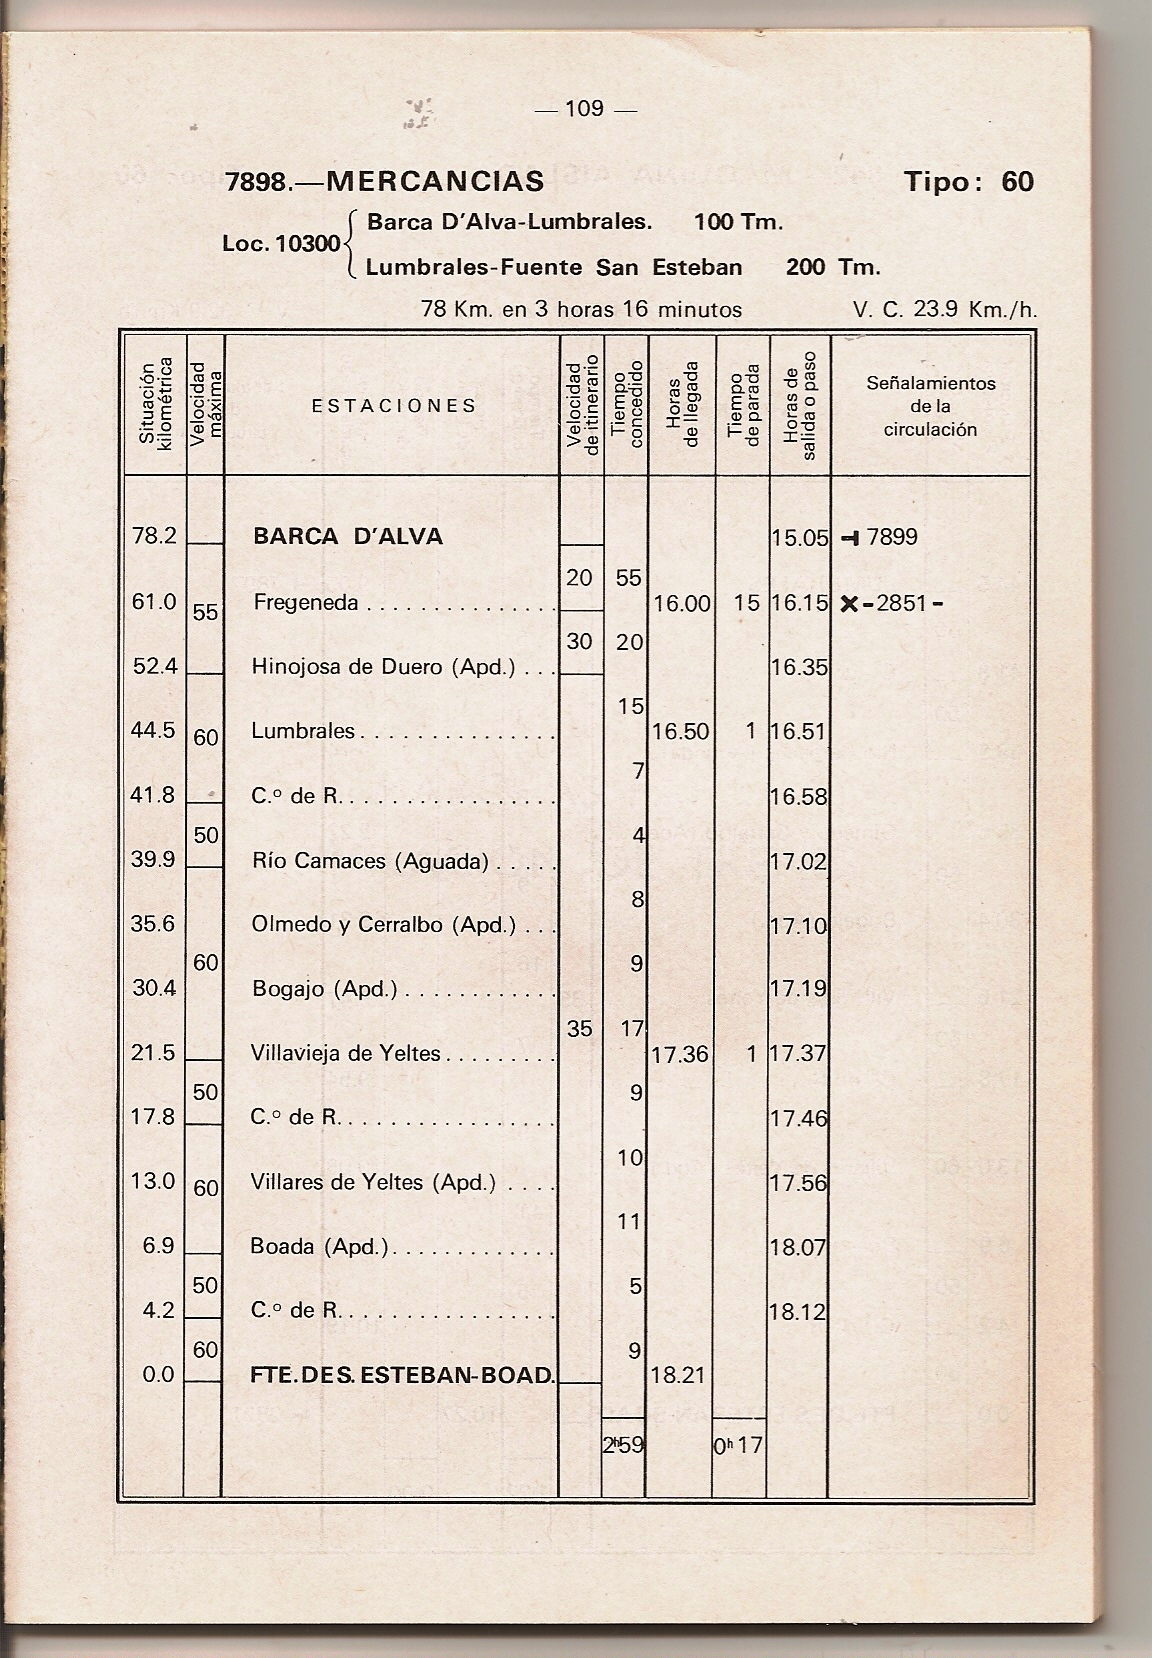 — 109 —
7898.—MERCANCIAS Tipo: 60
Loc. 10300 { Barca D'Alva-Lumbrales. 100 Tm.
Lumbrales-Fuente San Esteban 200 Tm.
78 Km. en 3 horas 16 minutos V. C. 23.9 Km./h.
Situación kilométrica Velocidad máxima ESTACIONES Velocidad de itinerario Tiempo concedido Horas de llegada Tiempo de parada Horas de salida o paso Señalamientos de la circulación
78.2 BARCA D'ALVA 15.05 7899
20 55
61.0 55 Fregeneda . . . . . . . . . . . . . . 16.00 15 16.15 X-2851-
30 20
52.4 Hinojosa de Duero (Apd.) . . . 16.35
15
44.5 60 Lumbrales . . . . . . . . . . . . . . 16.50 1 16.51
7
41.8 C.º de R. . . . . . . . . . . . . . . . 16.58
50 4
39.9 Río Camaces (Aguada) . . . . . 17.02
8
35.6 Olmedo y Cerralbo (Apd.) . . . 17.10
60 9
30.4 Bogajo (Apd.) . . . . . . . . . . . 17.19
35 17
21.5 Villavieja de Yeltes . . . . . . . . 17.36 1 17.37
50 9
17.8 C.º de R. . . . . . . . . . . . . . . . 17.46
10
13.0 60 Villares de Yeltes (Apd.) . . . . 17.56
11
6.9 Boada (Apd.) . . . . . . . . . . . . 18.07
50 5
4.2 C.º de R. . . . . . . . . . . . . . . . 18.12
60 9
0.0 FTE. DE S. ESTEBAN-BOAD. 18.21
2h59 0h 17